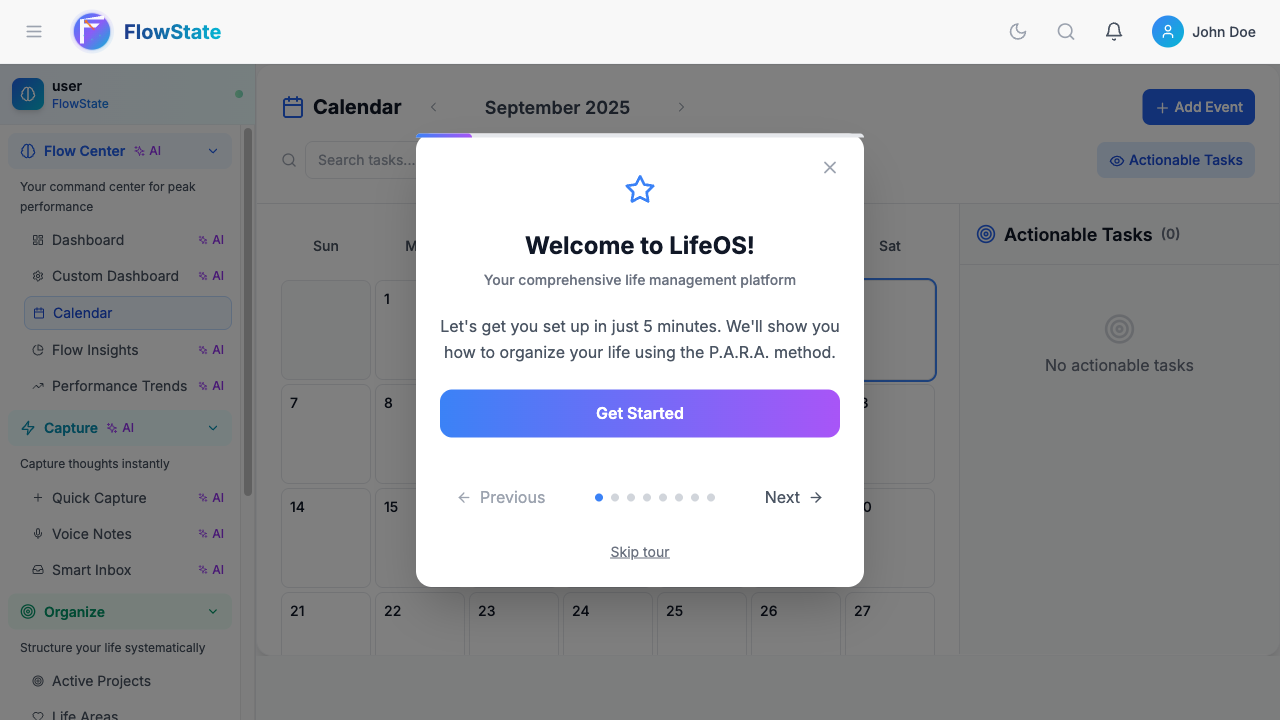 FlowState
John Doe
user
FlowState
Flow Center AI
Your command center for peak
performance
Dashboard AI
Custom Dashboard AI
Calendar
Flow Insights AI
Performance Trends AI
Capture AI
Capture thoughts instantly
Quick Capture AI
Voice Notes AI
Smart Inbox AI
Organize
Structure your life systematically
Active Projects
Life Areas
Calendar
September 2025
Add Event
Search tasks...
Actionable Tasks
Sun
Sat
1
7
8
14
15
21
22
23
24
25
26
27
Actionable Tasks (0)
No actionable tasks
Welcome to LifeOS!
Your comprehensive life management platform
Let's get you set up in just 5 minutes. We'll show you
how to organize your life using the P.A.R.A. method.
Get Started
Previous
Next
Skip tour